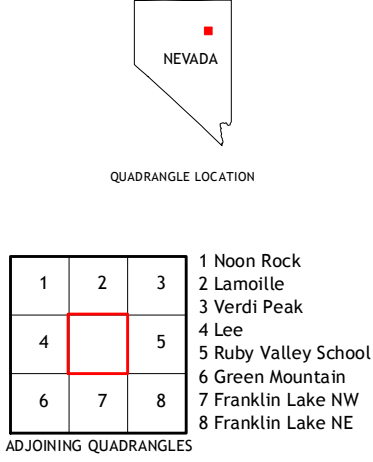 NEVADA
QUADRANGLE LOCATION
1 2 3
4 5
6 7 8
1 Noon Rock
2 Lamoille
3 Verdi Peak
4 Lee
5 Ruby Valley School
6 Green Mountain
7 Franklin Lake NW
8 Franklin Lake NE
ADJOINING QUADRANGLES